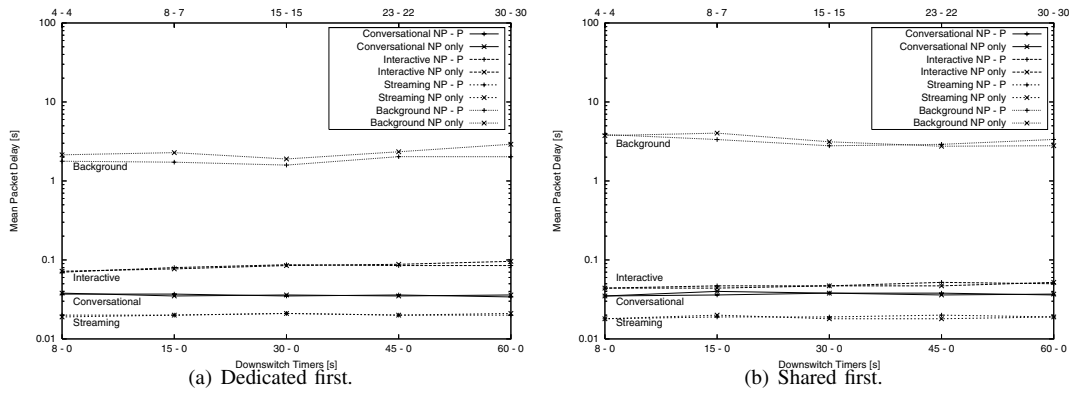 4 - 4 8 - 7 15 - 15 23 - 22 30 - 30
100
10
1
0.1
0.01
Mean Packet Delay [s]
Conversational NP - P
Conversational NP only
Interactive NP - P
Interactive NP only
Streaming NP - P
Streaming NP only
Background NP - P
Background NP only
Background
Interactive
Conversational
Streaming
8 - 0 15 - 0 30 - 0 45 - 0 60 - 0
Downswitch Timers [s]
(a) Dedicated first.
4 - 4 8 - 7 15 - 15 23 - 22 30 - 30
100
10
1
0.1
0.01
Mean Packet Delay [s]
Conversational NP - P
Conversational NP only
Interactive NP - P
Interactive NP only
Streaming NP - P
Streaming NP only
Background NP - P
Background NP only
Background
Interactive
Conversational
Streaming
8 - 0 15 - 0 30 - 0 45 - 0 60 - 0
Downswitch Timers [s]
(b) Shared first.